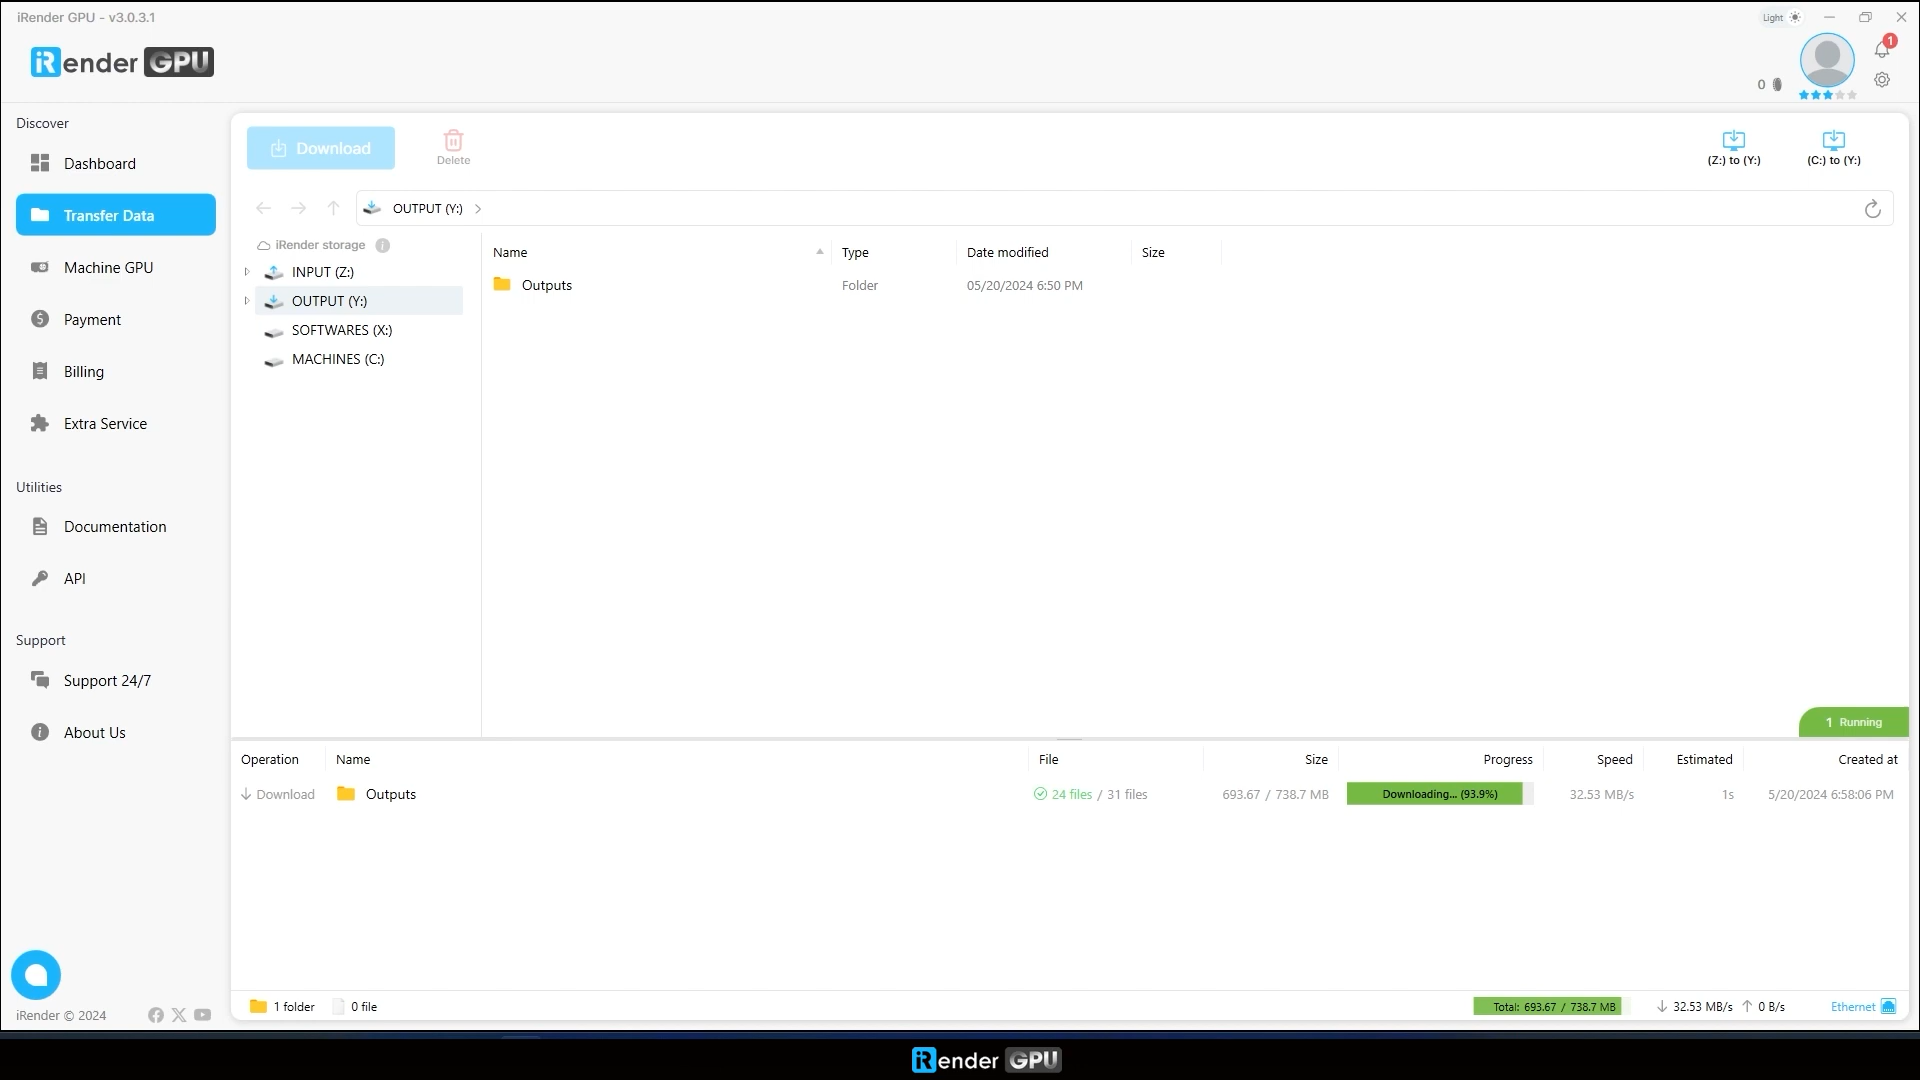 iRender GPU - v3.0.3.1
Light
iRender GPU
1
0
Discover
Dashboard
Transfer Data
Machine GPU
Payment
Billing
Extra Service
Utilities
Documentation
API
Support
Support 24/7
About Us
iRender © 2024
Download
Delete
(Z:) to (Y:)
(C:) to (Y:)
OUTPUT (Y:)
iRender storage
INPUT (Z:)
OUTPUT (Y:)
SOFTWARES (X:)
MACHINES (C:)
Name Type Date modified Size
Outputs Folder 05/20/2024 6:50 PM
1 Running
Operation Name File Size Progress Speed Estimated Created at
Download Outputs 24 files / 31 files 693.67 / 738.7 MB Downloading... (93.9%) 32.53 MB/s 1s 5/20/2024 6:58:06 PM
1 folder 0 file Total: 693.67 / 738.7 MB 32.53 MB/s 0 B/s Ethernet
iRender GPU